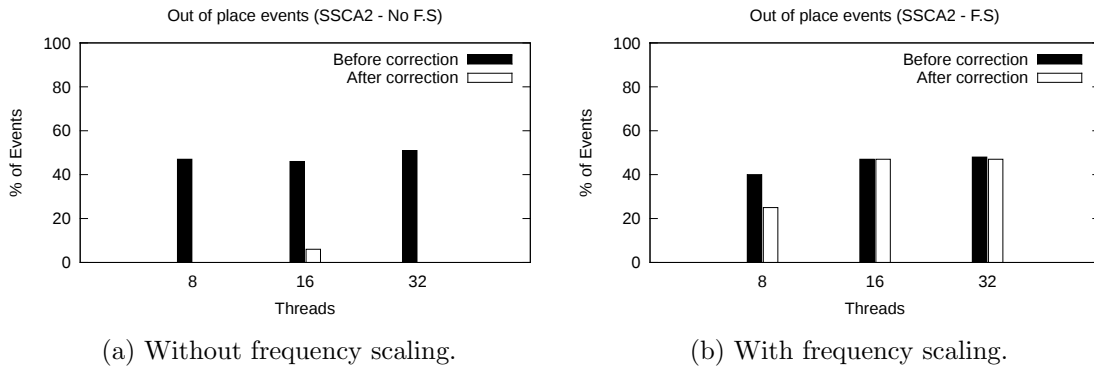 Out of place events (SSCA2 - No F.S)
100
80
60
40
20
0
% of Events
Before correction
After correction
8 16 32
Threads
(a) Without frequency scaling.
Out of place events (SSCA2 - F.S)
100
80
60
40
20
0
% of Events
Before correction
After correction
8 16 32
Threads
(b) With frequency scaling.